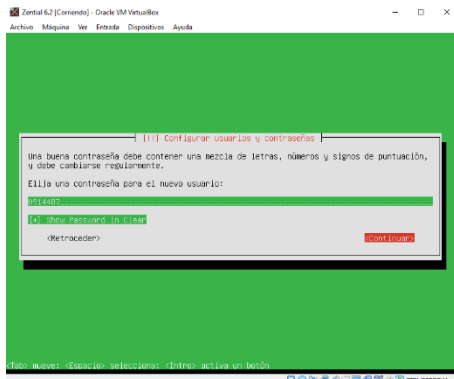 Zential 6.2 [Corriendo] - Oracle VM VirtualBox
Archivo Máquina Ver Entrada Dispositivos Ayuda
[!!] Configurar usuarios y contraseñas
Una buena contraseña debe contener una mezcla de letras, números y signos de puntuación,
y debe cambiarse regularmente.
Elija una contraseña para el nuevo usuario:
0914407
[*] Show Password in Clear
<Retroceder> <Continuar>
<Tab> mueve; <Espacio> selecciona; <Intro> activa un botón